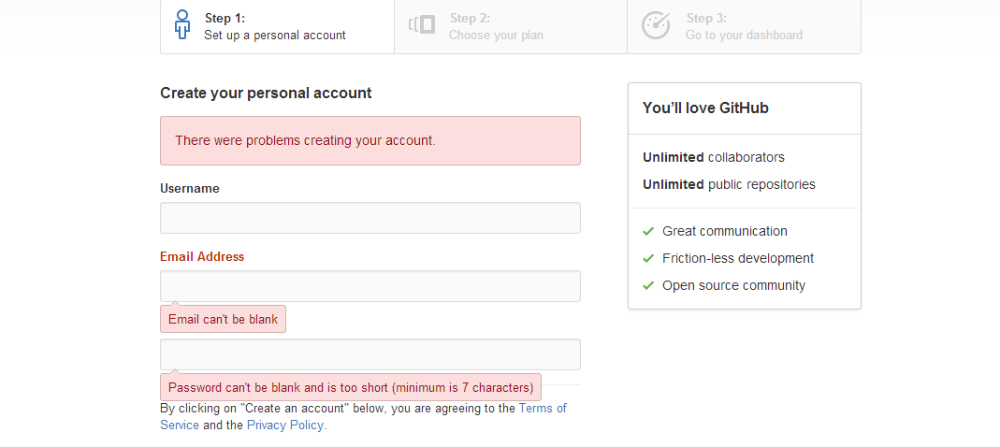 Step 1:
Set up a personal account
Step 2:
Choose your plan
Step 3:
Go to your dashboard
Create your personal account
There were problems creating your account.
Username
Email Address
Email can't be blank
Password can't be blank and is too short (minimum is 7 characters)
By clicking on "Create an account" below, you are agreeing to the Terms of
Service and the Privacy Policy.
You'll love GitHub
Unlimited collaborators
Unlimited public repositories
Great communication
Friction-less development
Open source community